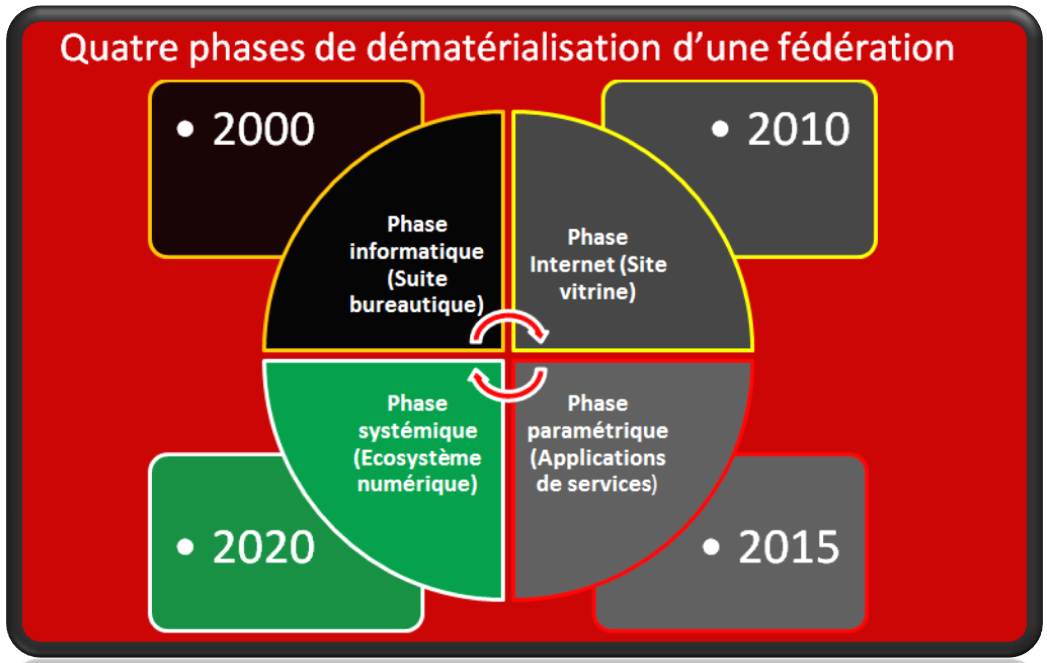 Quatre phases de dématérialisation d'une fédération
• 2000
• 2010
Phase
informatique
(Suite
bureautique)
Phase
Internet (Site
vitrine)
Phase
systémique
(Ecosystème
numérique)
Phase
paramétrique
(Applications
de services)
• 2020
• 2015